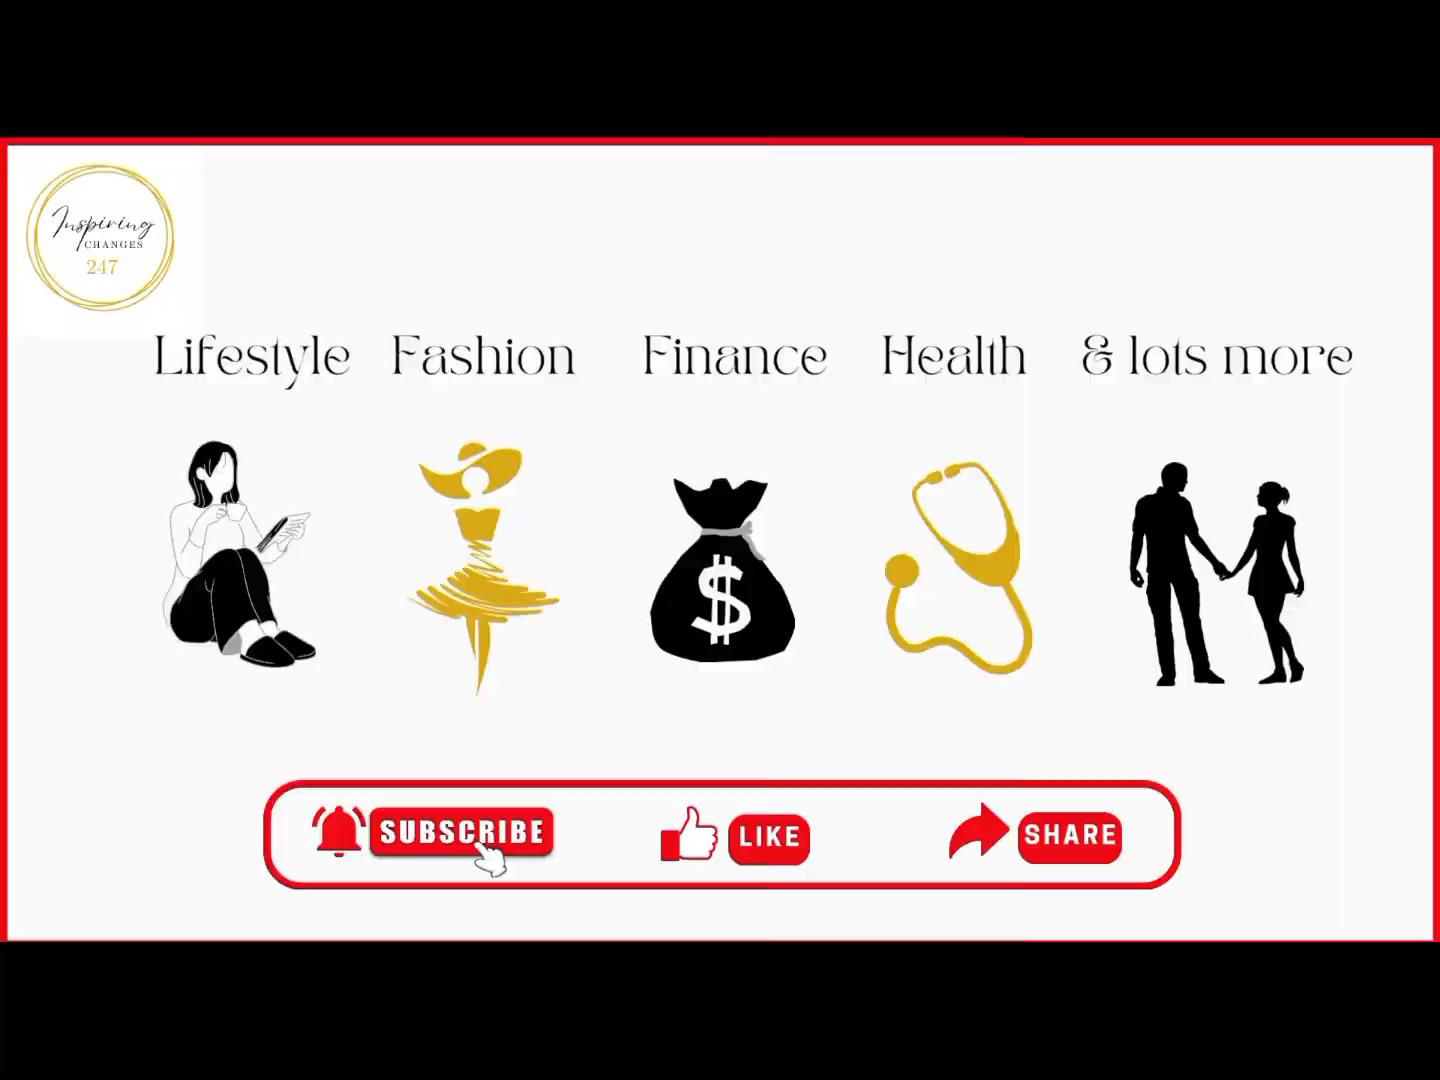 Inspiring
CHANGES
247
Lifestyle Fashion Finance Health & lots more
$
SUBSCRIBE LIKE SHARE